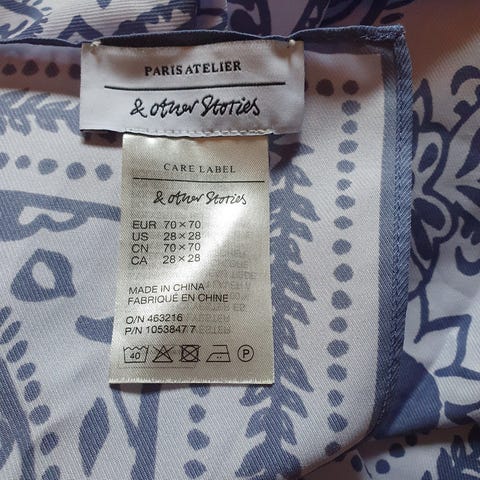 PARIS ATELIER
& Other Stories
CARE LABEL
& Other Stories
EUR 70×70
US 28×28
CN 70×70
CA 28×28
MADE IN CHINA
FABRIQUÉ EN CHINE
O/N 463216
P/N 1053847 7
40
P